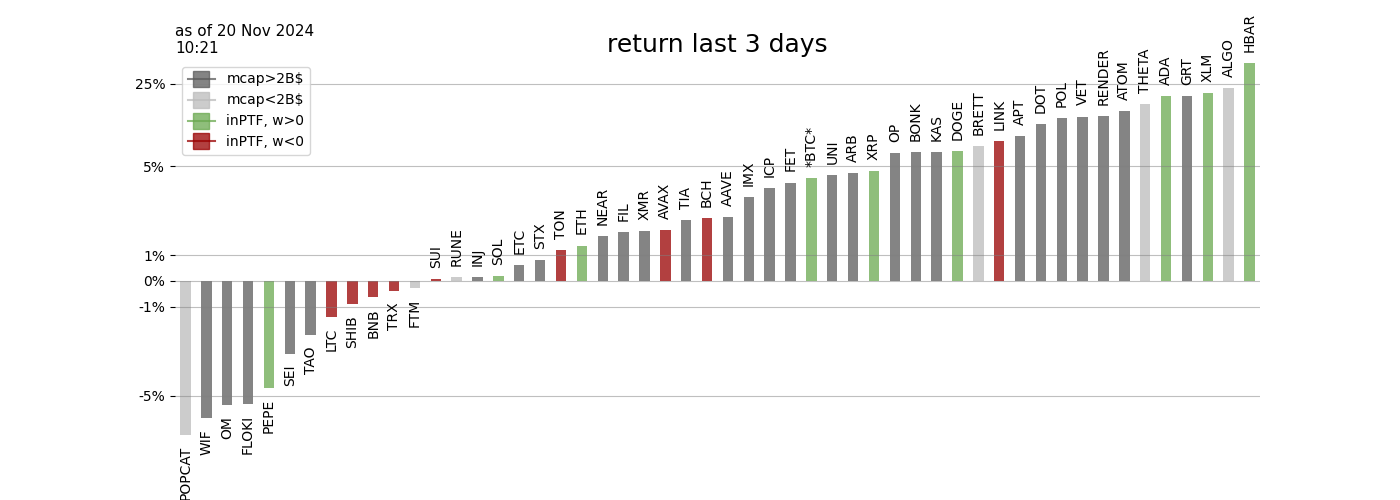 as of 20 Nov 2024
10:21
return last 3 days
mcap>2B$
mcap<2B$
inPTF, w>0
inPTF, w<0
25%
5%
1%
0%
-1%
-5%
POPCAT
WIF
OM
FLOKI
PEPE
SEI
TAO
LTC
SHIB
BNB
TRX
FTM
SUI
RUNE
INJ
SOL
ETC
STX
TON
ETH
NEAR
FIL
XMR
AVAX
TIA
BCH
AAVE
IMX
ICP
FET
*BTC*
UNI
ARB
XRP
OP
BONK
KAS
DOGE
BRETT
LINK
APT
DOT
POL
VET
RENDER
ATOM
THETA
ADA
GRT
XLM
ALGO
HBAR